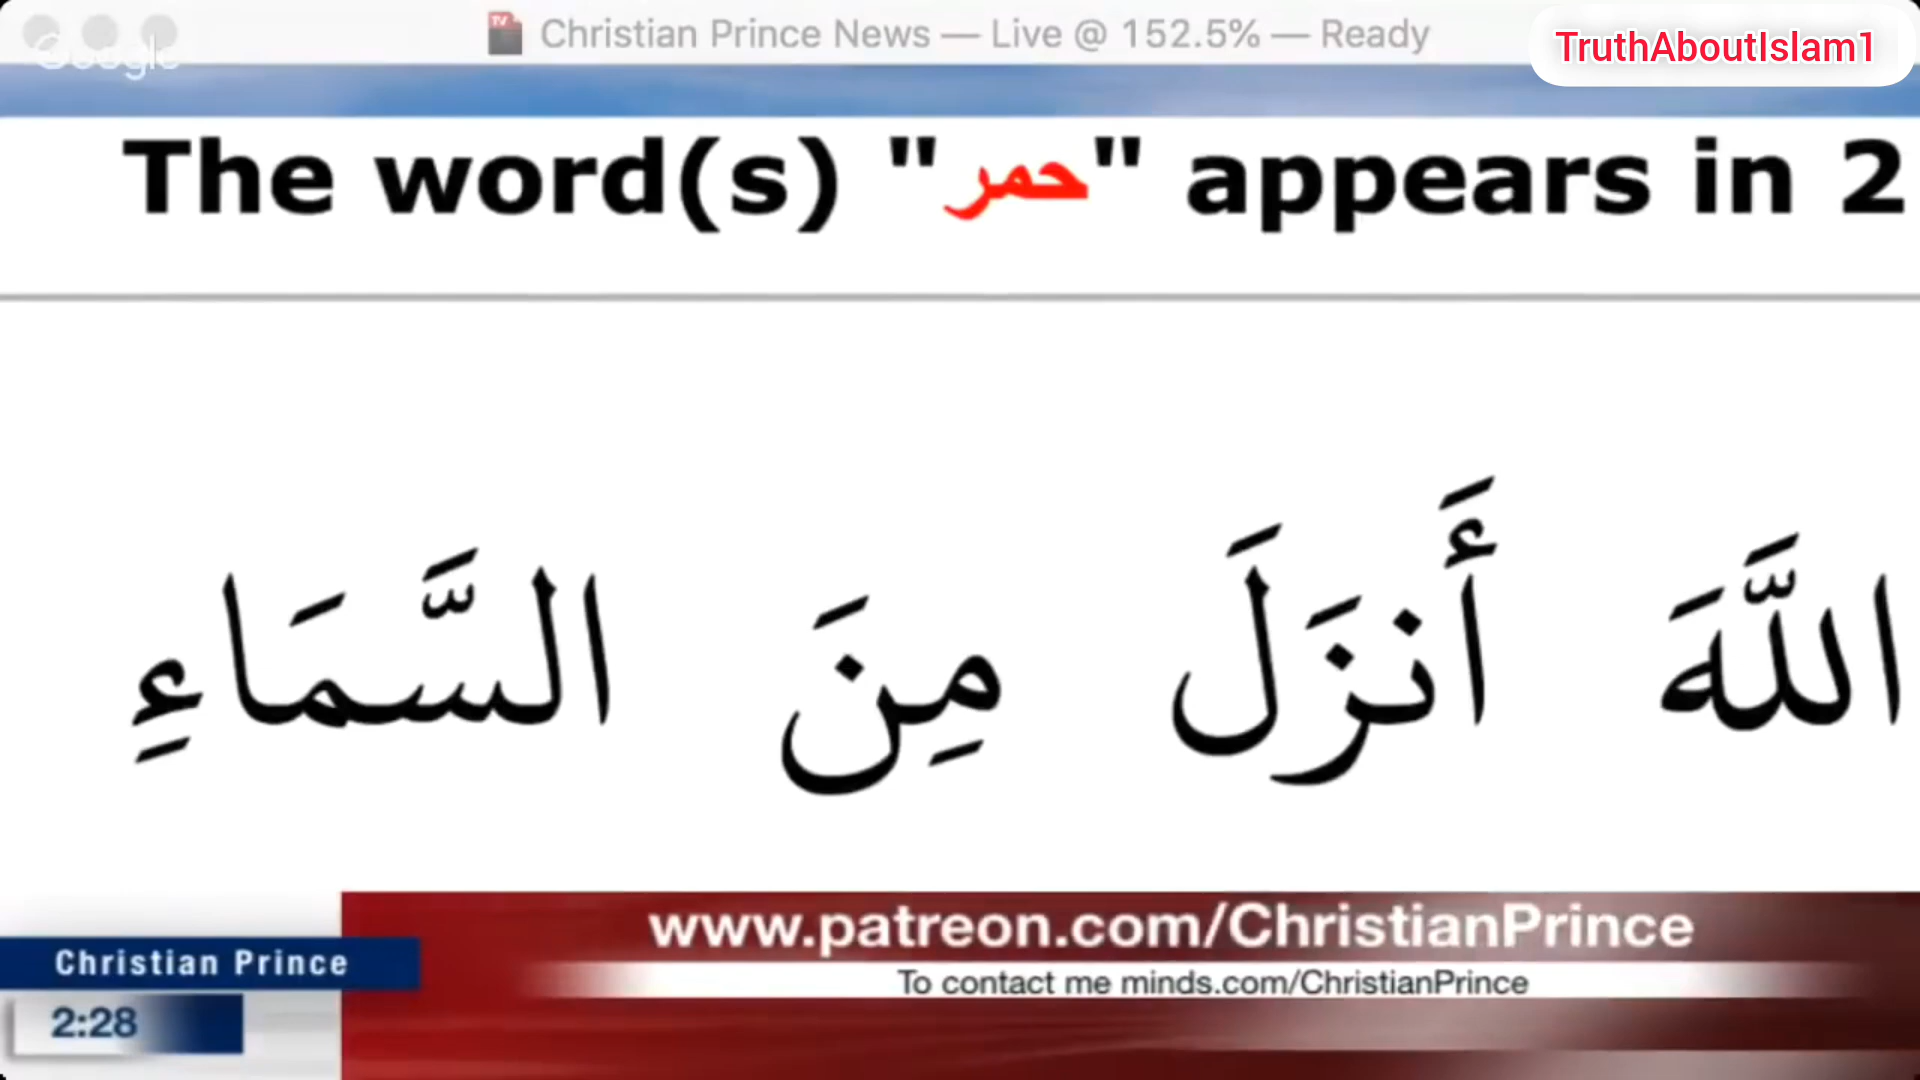 Christian Prince News — Live @ 152.5% — Ready
TruthAboutIslam1
Google
The word(s) "حمر" appears in 2
اللَّهَ أَنزَلَ مِنَ السَّمَاءِ
www.patreon.com/ChristianPrince
Christian Prince
To contact me minds.com/ChristianPrince
2:28